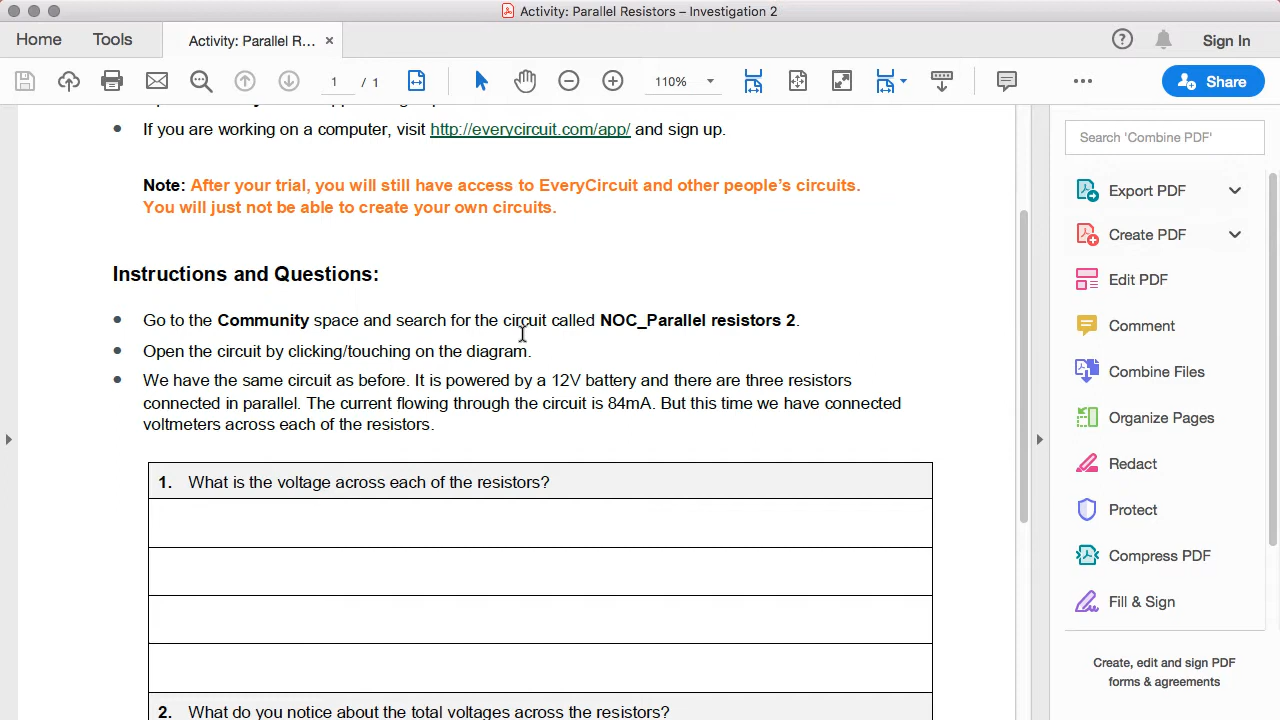 Activity: Parallel Resistors – Investigation 2
Home Tools Activity: Parallel R... × Sign In
1 / 1 110% Share
If you are working on a computer, visit http://everycircuit.com/app/ and sign up.
Note: After your trial, you will still have access to EveryCircuit and other people's circuits.
You will just not be able to create your own circuits.
Instructions and Questions:
Go to the Community space and search for the circuit called NOC_Parallel resistors 2.
Open the circuit by clicking/touching on the diagram.
We have the same circuit as before. It is powered by a 12V battery and there are three resistors
connected in parallel. The current flowing through the circuit is 84mA. But this time we have connected
voltmeters across each of the resistors.
1. What is the voltage across each of the resistors?
2. What do you notice about the total voltages across the resistors?
Search 'Combine PDF'
Export PDF
Create PDF
Edit PDF
Comment
Combine Files
Organize Pages
Redact
Protect
Compress PDF
Fill & Sign
Create, edit and sign PDF
forms & agreements